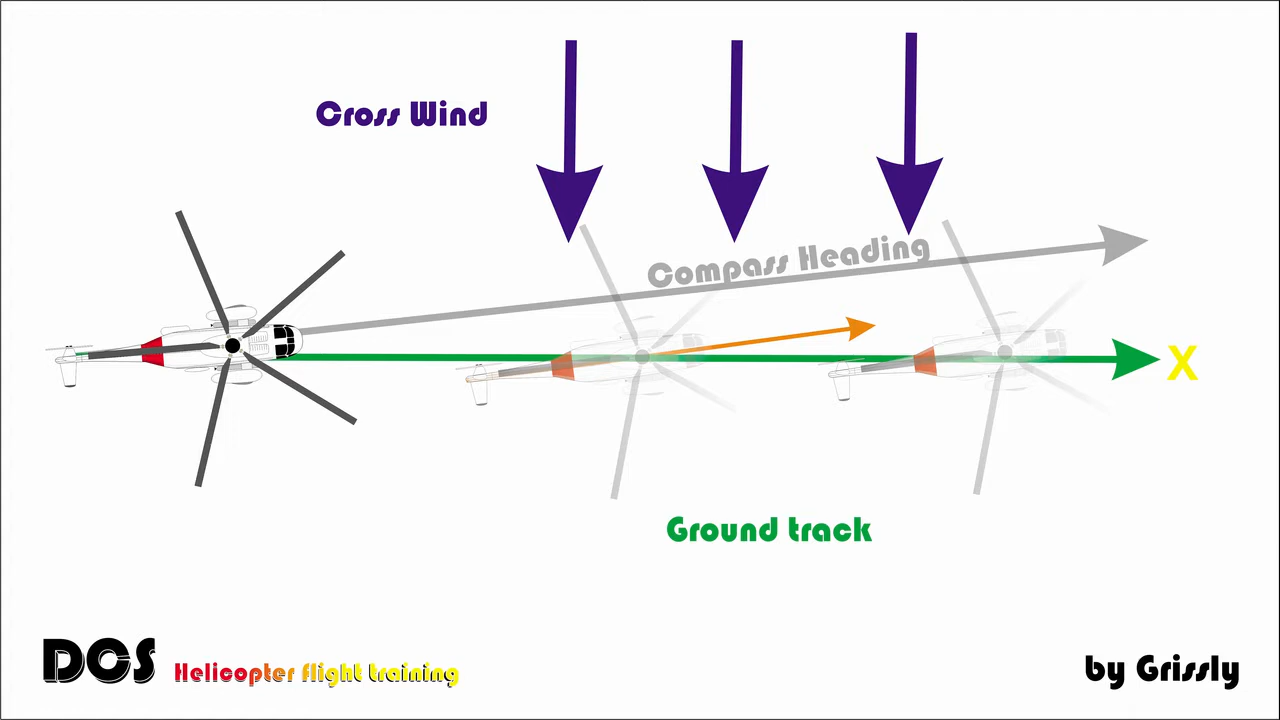 Cross Wind
Compass Heading
X
Ground track
DCS Helicopter flight training
by Grissly